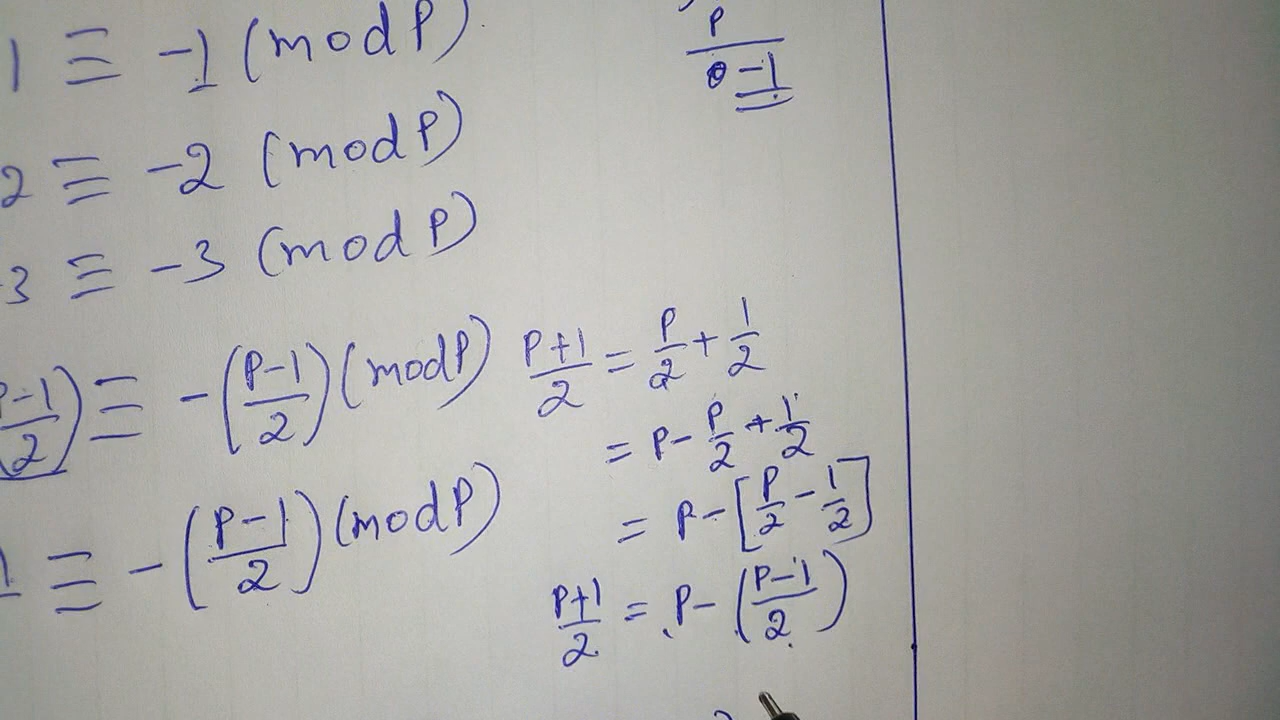 1 ≡ -1 (mod P)
P
0 -1
2 ≡ -2 (mod P)
-3 ≡ -3 (mod P)
(P-1/2) ≡ -(P-1/2) (mod P)
P+1/2 = P/2 + 1/2
= P - P/2 + 1/2
= P - [P/2 - 1/2]
1 ≡ -(P-1/2) (mod P)
P+1/2 = P - (P-1/2)